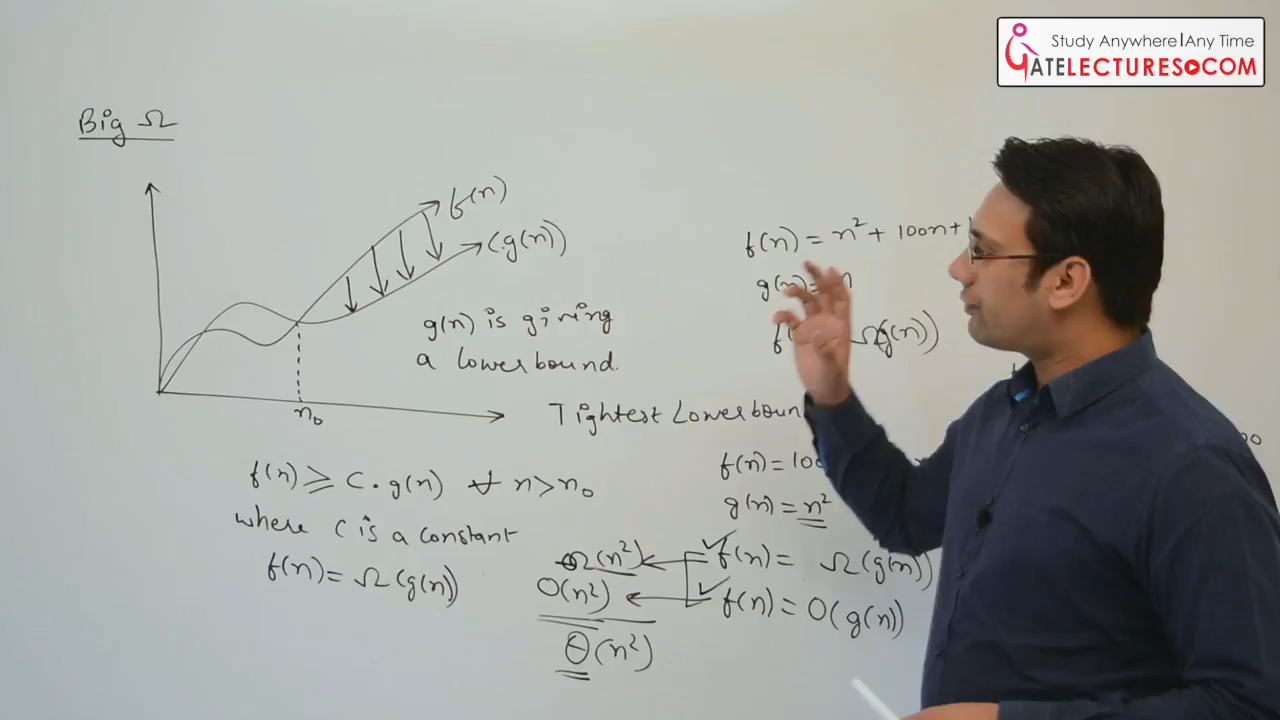 Study Anywhere|Any Time
GATELECTURES.COM
Big Ω
f(n)
C.g(n)
g(n) is giving
a lowerbound.
n₀
f(n) ≥ C·g(n) ∀ n>n₀
where C is a constant
f(n) = Ω(g(n))
f(n) = n² + 100n +
g(n) = n
Ω(g(n))
Tightest Lowerboun
f(n) = 100
g(n) = n²
Ω(n²)
f(n) = Ω(g(n))
O(n²)
f(n) = O(g(n))
Θ(n²)